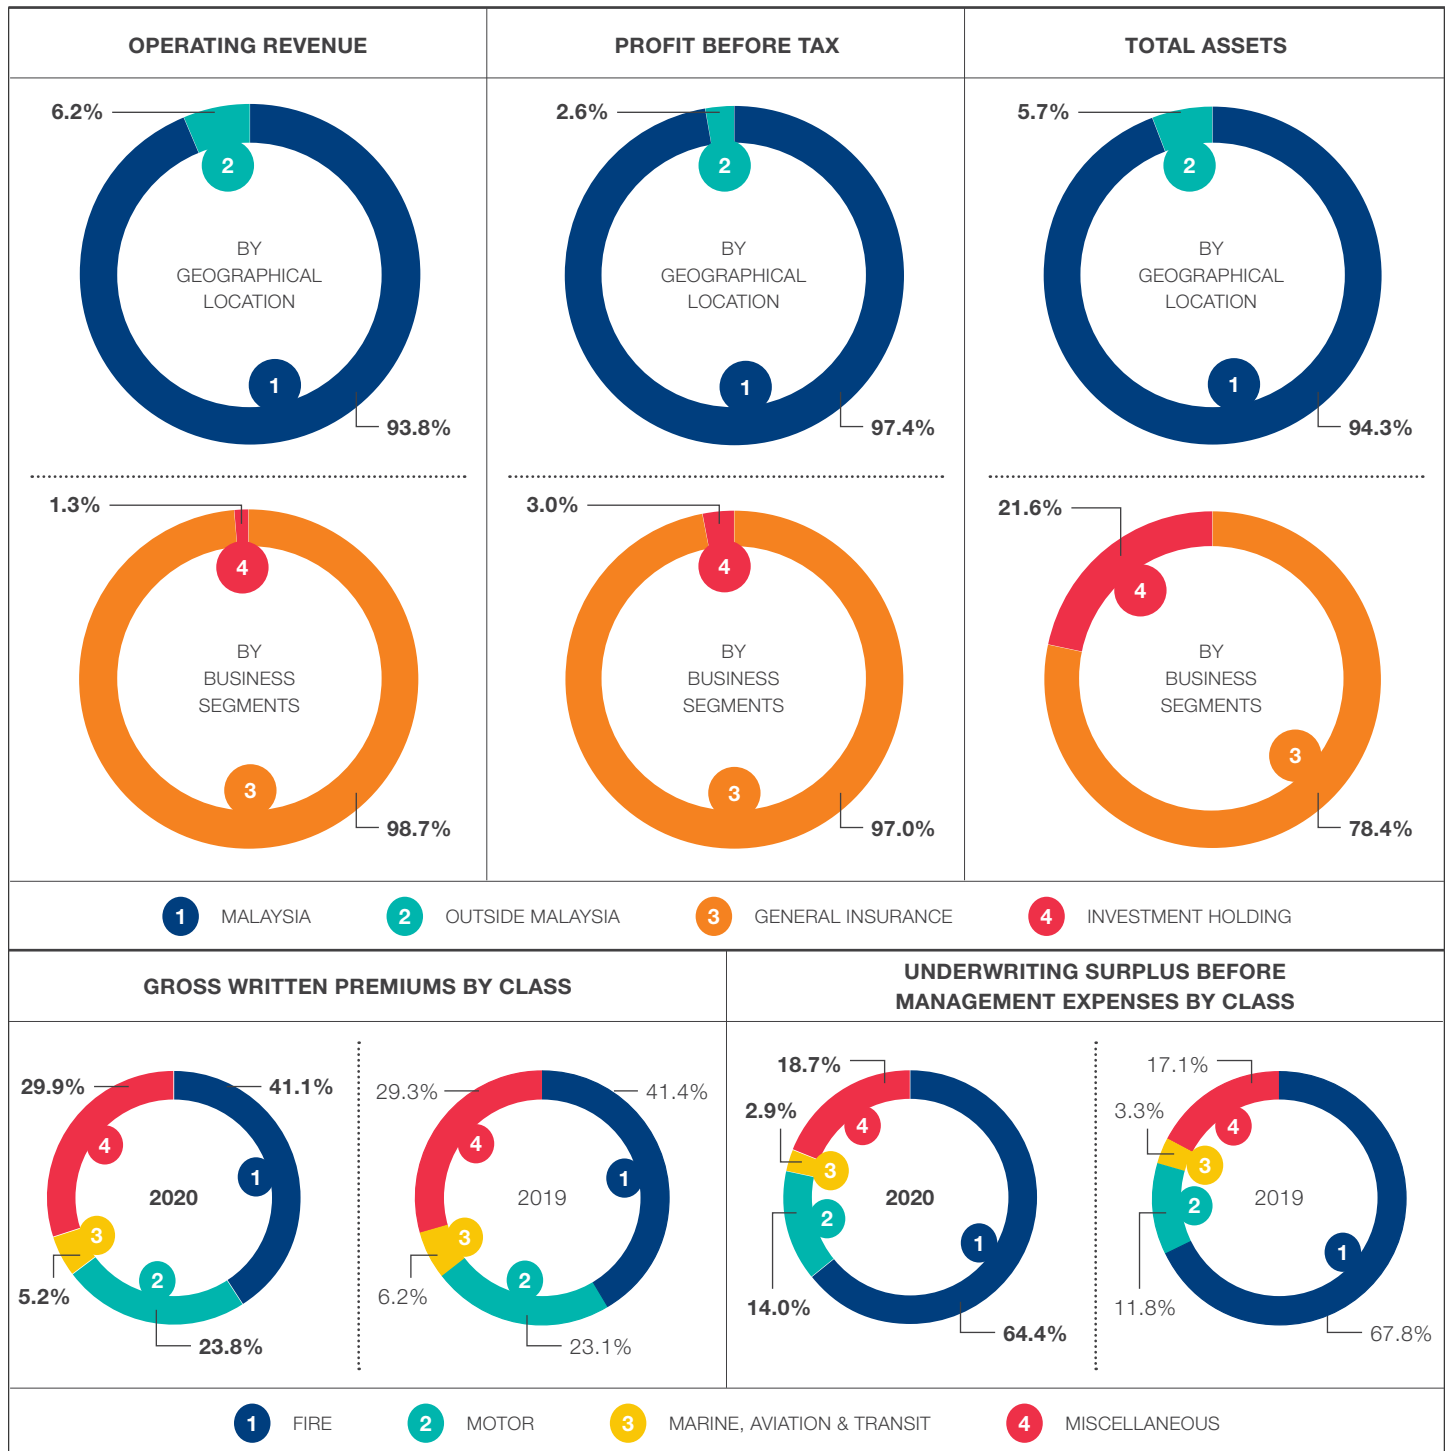 OPERATING REVENUE
PROFIT BEFORE TAX
TOTAL ASSETS
6.2%
2
BY
GEOGRAPHICAL
LOCATION
1
93.8%
2.6%
2
BY
GEOGRAPHICAL
LOCATION
1
97.4%
5.7%
2
BY
GEOGRAPHICAL
LOCATION
1
94.3%
1.3%
4
BY
BUSINESS
SEGMENTS
3
98.7%
3.0%
4
BY
BUSINESS
SEGMENTS
3
97.0%
21.6%
4
BY
BUSINESS
SEGMENTS
3
78.4%
1 MALAYSIA
2 OUTSIDE MALAYSIA
3 GENERAL INSURANCE
4 INVESTMENT HOLDING
GROSS WRITTEN PREMIUMS BY CLASS
UNDERWRITING SURPLUS BEFORE
MANAGEMENT EXPENSES BY CLASS
29.9%
41.1%
4
1
2020
3
2
5.2%
23.8%
29.3%
41.4%
4
1
2019
3
2
6.2%
23.1%
18.7%
2.9%
4
3
2020
2
1
14.0%
64.4%
17.1%
3.3%
4
3
2019
2
1
11.8%
67.8%
1 FIRE
2 MOTOR
3 MARINE, AVIATION & TRANSIT
4 MISCELLANEOUS